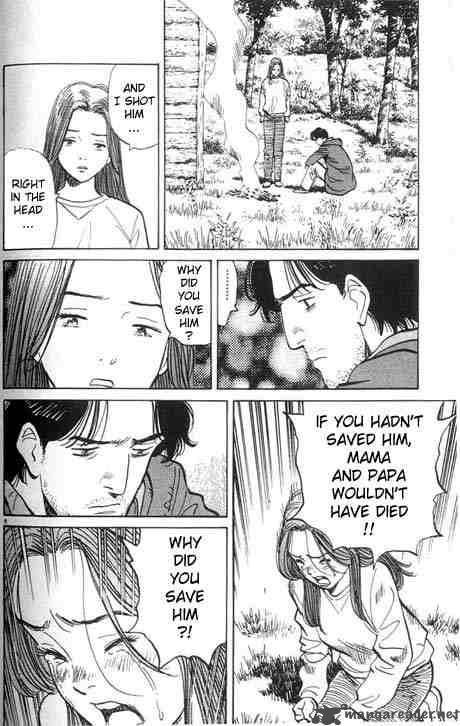 AND
I SHOT
HIM
...
RIGHT
IN THE
HEAD
...
.........
WHY
DID
YOU
SAVE
HIM
?
IF YOU HADN'T
SAVED HIM,
MAMA
AND PAPA
WOULDN'T
HAVE DIED
!!
WHY
DID
YOU
SAVE
HIM
?!
mangareader.net